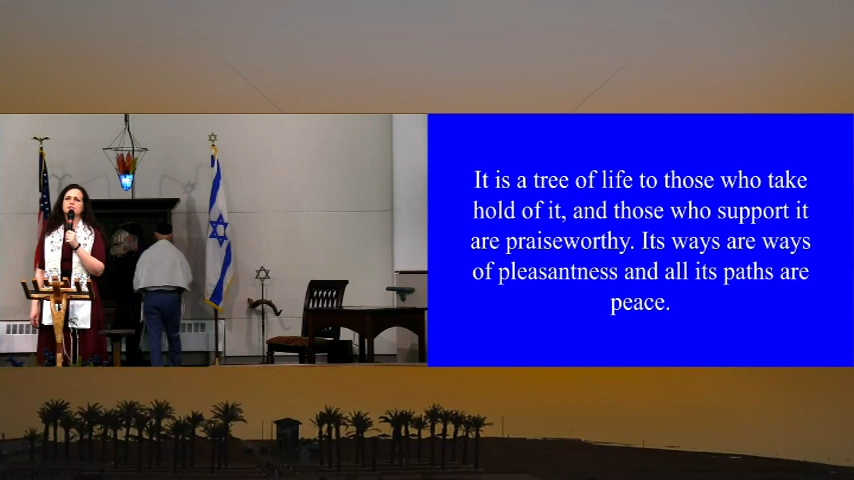 It is a tree of life to those who take
hold of it, and those who support it
are praiseworthy. Its ways are ways
of pleasantness and all its paths are
peace.